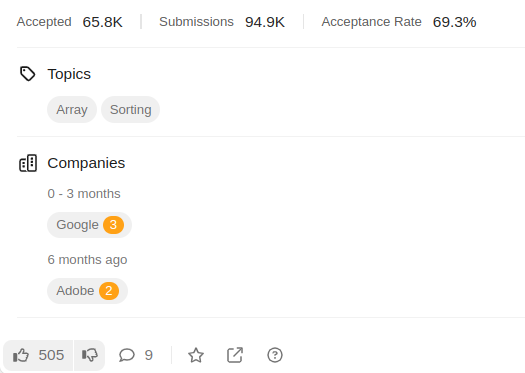 Accepted 65.8K Submissions 94.9K Acceptance Rate 69.3%
Topics
Array Sorting
Companies
0 - 3 months
Google 3
6 months ago
Adobe 2
505 9